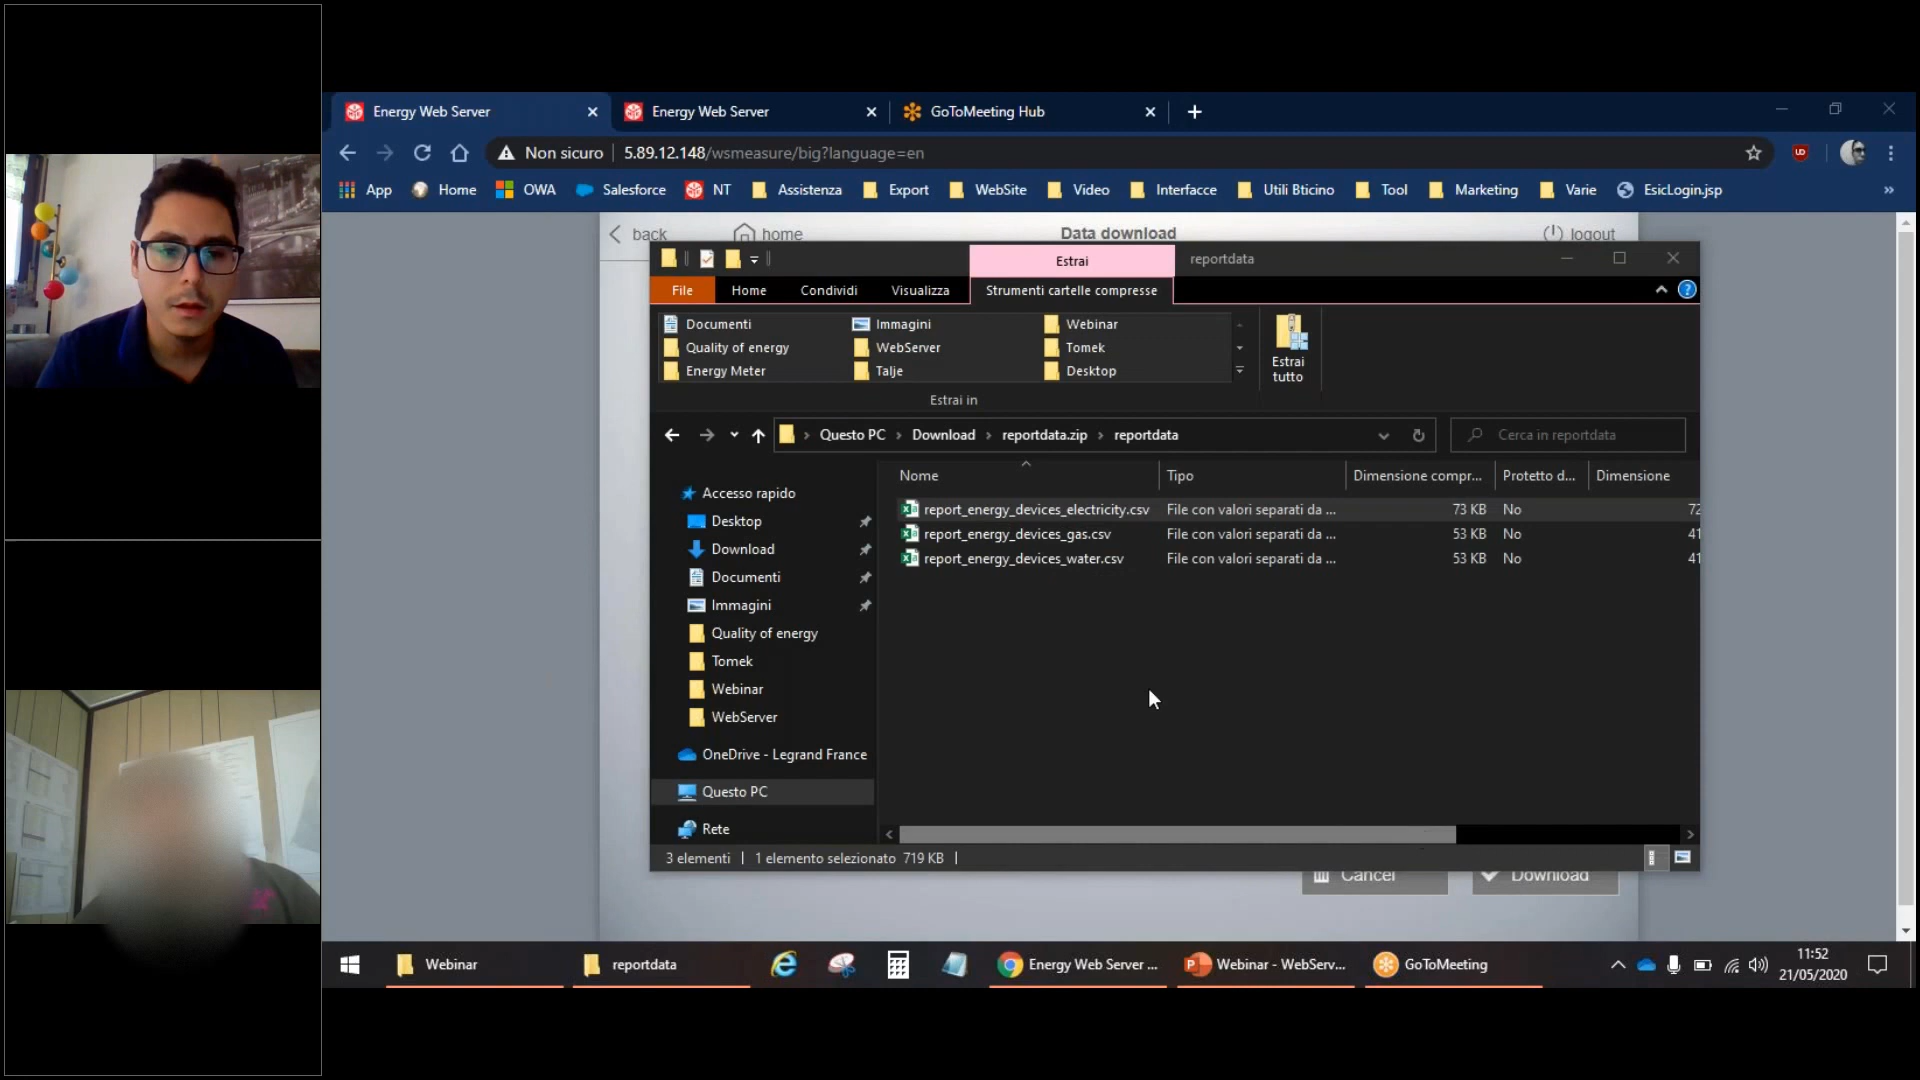 Energy Web Server
Energy Web Server
GoToMeeting Hub
Non sicuro
5.89.12.148/wsmeasure/big?language=en
App
Home
OWA
Salesforce
NT
Assistenza
Export
WebSite
Video
Interfacce
Utili Bticino
Tool
Marketing
Varie
EsicLogin.jsp
»
back
home
Data download
logout
Estrai
reportdata
File
Home
Condividi
Visualizza
Strumenti cartelle compresse
Documenti
Immagini
Webinar
Quality of energy
WebServer
Tomek
Energy Meter
Talje
Desktop
Estrai tutto
Estrai in
Questo PC > Download > reportdata.zip > reportdata
Cerca in reportdata
Nome
Tipo
Dimensione compr...
Protetto d...
Dimensione
report_energy_devices_electricity.csv File con valori separati da ... 73 KB No 72
report_energy_devices_gas.csv File con valori separati da ... 53 KB No 41
report_energy_devices_water.csv File con valori separati da ... 53 KB No 41
Accesso rapido
Desktop
Download
Documenti
Immagini
Quality of energy
Tomek
Webinar
WebServer
OneDrive - Legrand France
Questo PC
Rete
3 elementi
1 elemento selezionato 719 KB
Cancel
Download
Webinar
reportdata
Energy Web Server ...
Webinar - WebServ...
GoToMeeting
11:52
21/05/2020